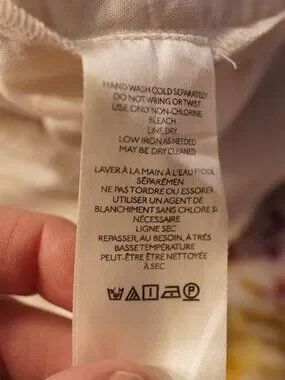 HAND WASH COLD SEPARATELY
DO NOT WRING OR TWIST
USE ONLY NON-CHLORINE
BLEACH
LINE DRY
LOW IRON AS NEEDED
MAY BE DRY CLEANED
LAVER À LA MAIN À L'EAU FROIDE
SÉPARÉMEN
NE PAS TORDRE OU ESSORER
UTILISER UN AGENT DE
BLANCHIMENT SANS CHLORE SI
NÉCESSAIRE
LIGNE SEC
REPASSER, AU BESOIN, À TRÉS
BASSE TEMPÉRATURE
PEUT-ÊTRE ÊTRE NETTOYÉE
À SEC